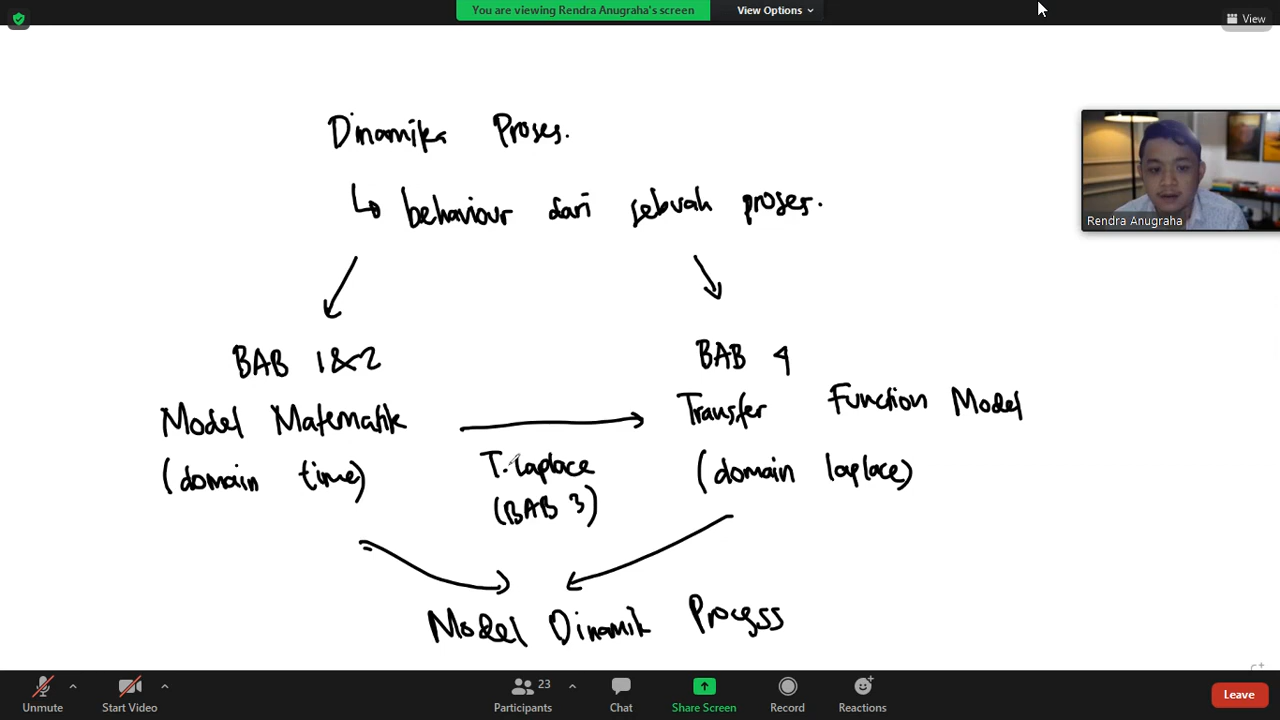 You are viewing Rendra Anugraha's screen
View Options
View
Dinamika Proses.
behaviour dari sebuah proses.
Rendra Anugraha
BAB 1&2
BAB 4
Model Matematik
Transfer Function Model
(domain time)
T. Laplace
(domain laplace)
(BAB 3)
Model Dinamik Process
Unmute
Start Video
23
Participants
Chat
Share Screen
Record
Reactions
Leave